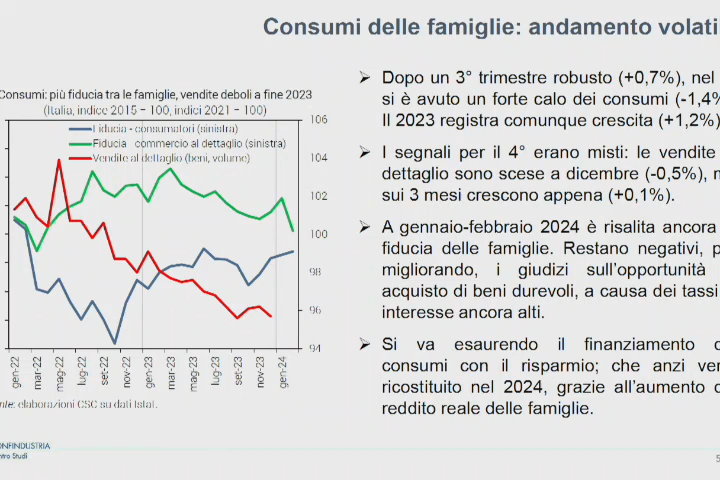 Consumi delle famiglie: andamento volati
Consumi: più fiducia tra le famiglie, vendite deboli a fine 2023
(Italia, indice 2015 = 100, indici 2021 = 100)
Fiducia - consumatori (sinistra)
Fiducia - commercio al dettaglio (sinistra)
Vendite al dettaglio (beni, volume)
106
104
102
100
98
96
94
gen-22
mar-22
mag-22
lug-22
set-22
nov-22
gen-23
mar-23
mag-23
lug-23
set-23
nov-23
gen-24
nte: elaborazioni CSC su dati Istat.
ONFINDUSTRIA
ntro Studi
Dopo un 3° trimestre robusto (+0,7%), nel
si è avuto un forte calo dei consumi (-1,4%
Il 2023 registra comunque crescita (+1,2%)
I segnali per il 4° erano misti: le vendite
dettaglio sono scese a dicembre (-0,5%), m
sui 3 mesi crescono appena (+0,1%).
A gennaio-febbraio 2024 è risalita ancora
fiducia delle famiglie. Restano negativi, p
migliorando, i giudizi sull'opportunità
acquisto di beni durevoli, a causa dei tassi
interesse ancora alti.
Si va esaurendo il finanziamento d
consumi con il risparmio; che anzi ver
ricostituito nel 2024, grazie all'aumento d
reddito reale delle famiglie.
5